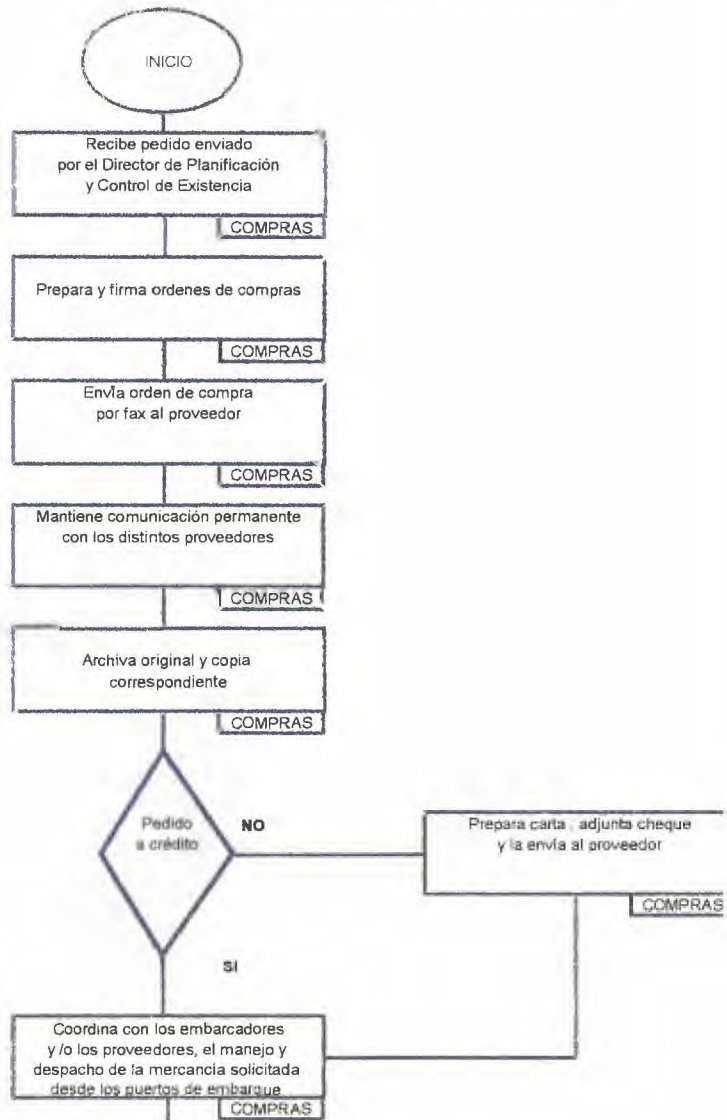 INICIO
Recibe pedido enviado
por el Director de Planificación
y Control de Existencia
COMPRAS
Prepara y firma ordenes de compras
COMPRAS
Envía orden de compra
por fax al proveedor
COMPRAS
Mantiene comunicación permanente
con los distintos proveedores
COMPRAS
Archiva original y copia
correspondiente
COMPRAS
Pedido
a crédito
NO
Prepara carta , adjunta cheque
y la envía al proveedor
COMPRAS
SI
Coordina con los embarcadores
y /o los proveedores, el manejo y
despacho de la mercancía solicitada
desde los puertos de embarque
COMPRAS